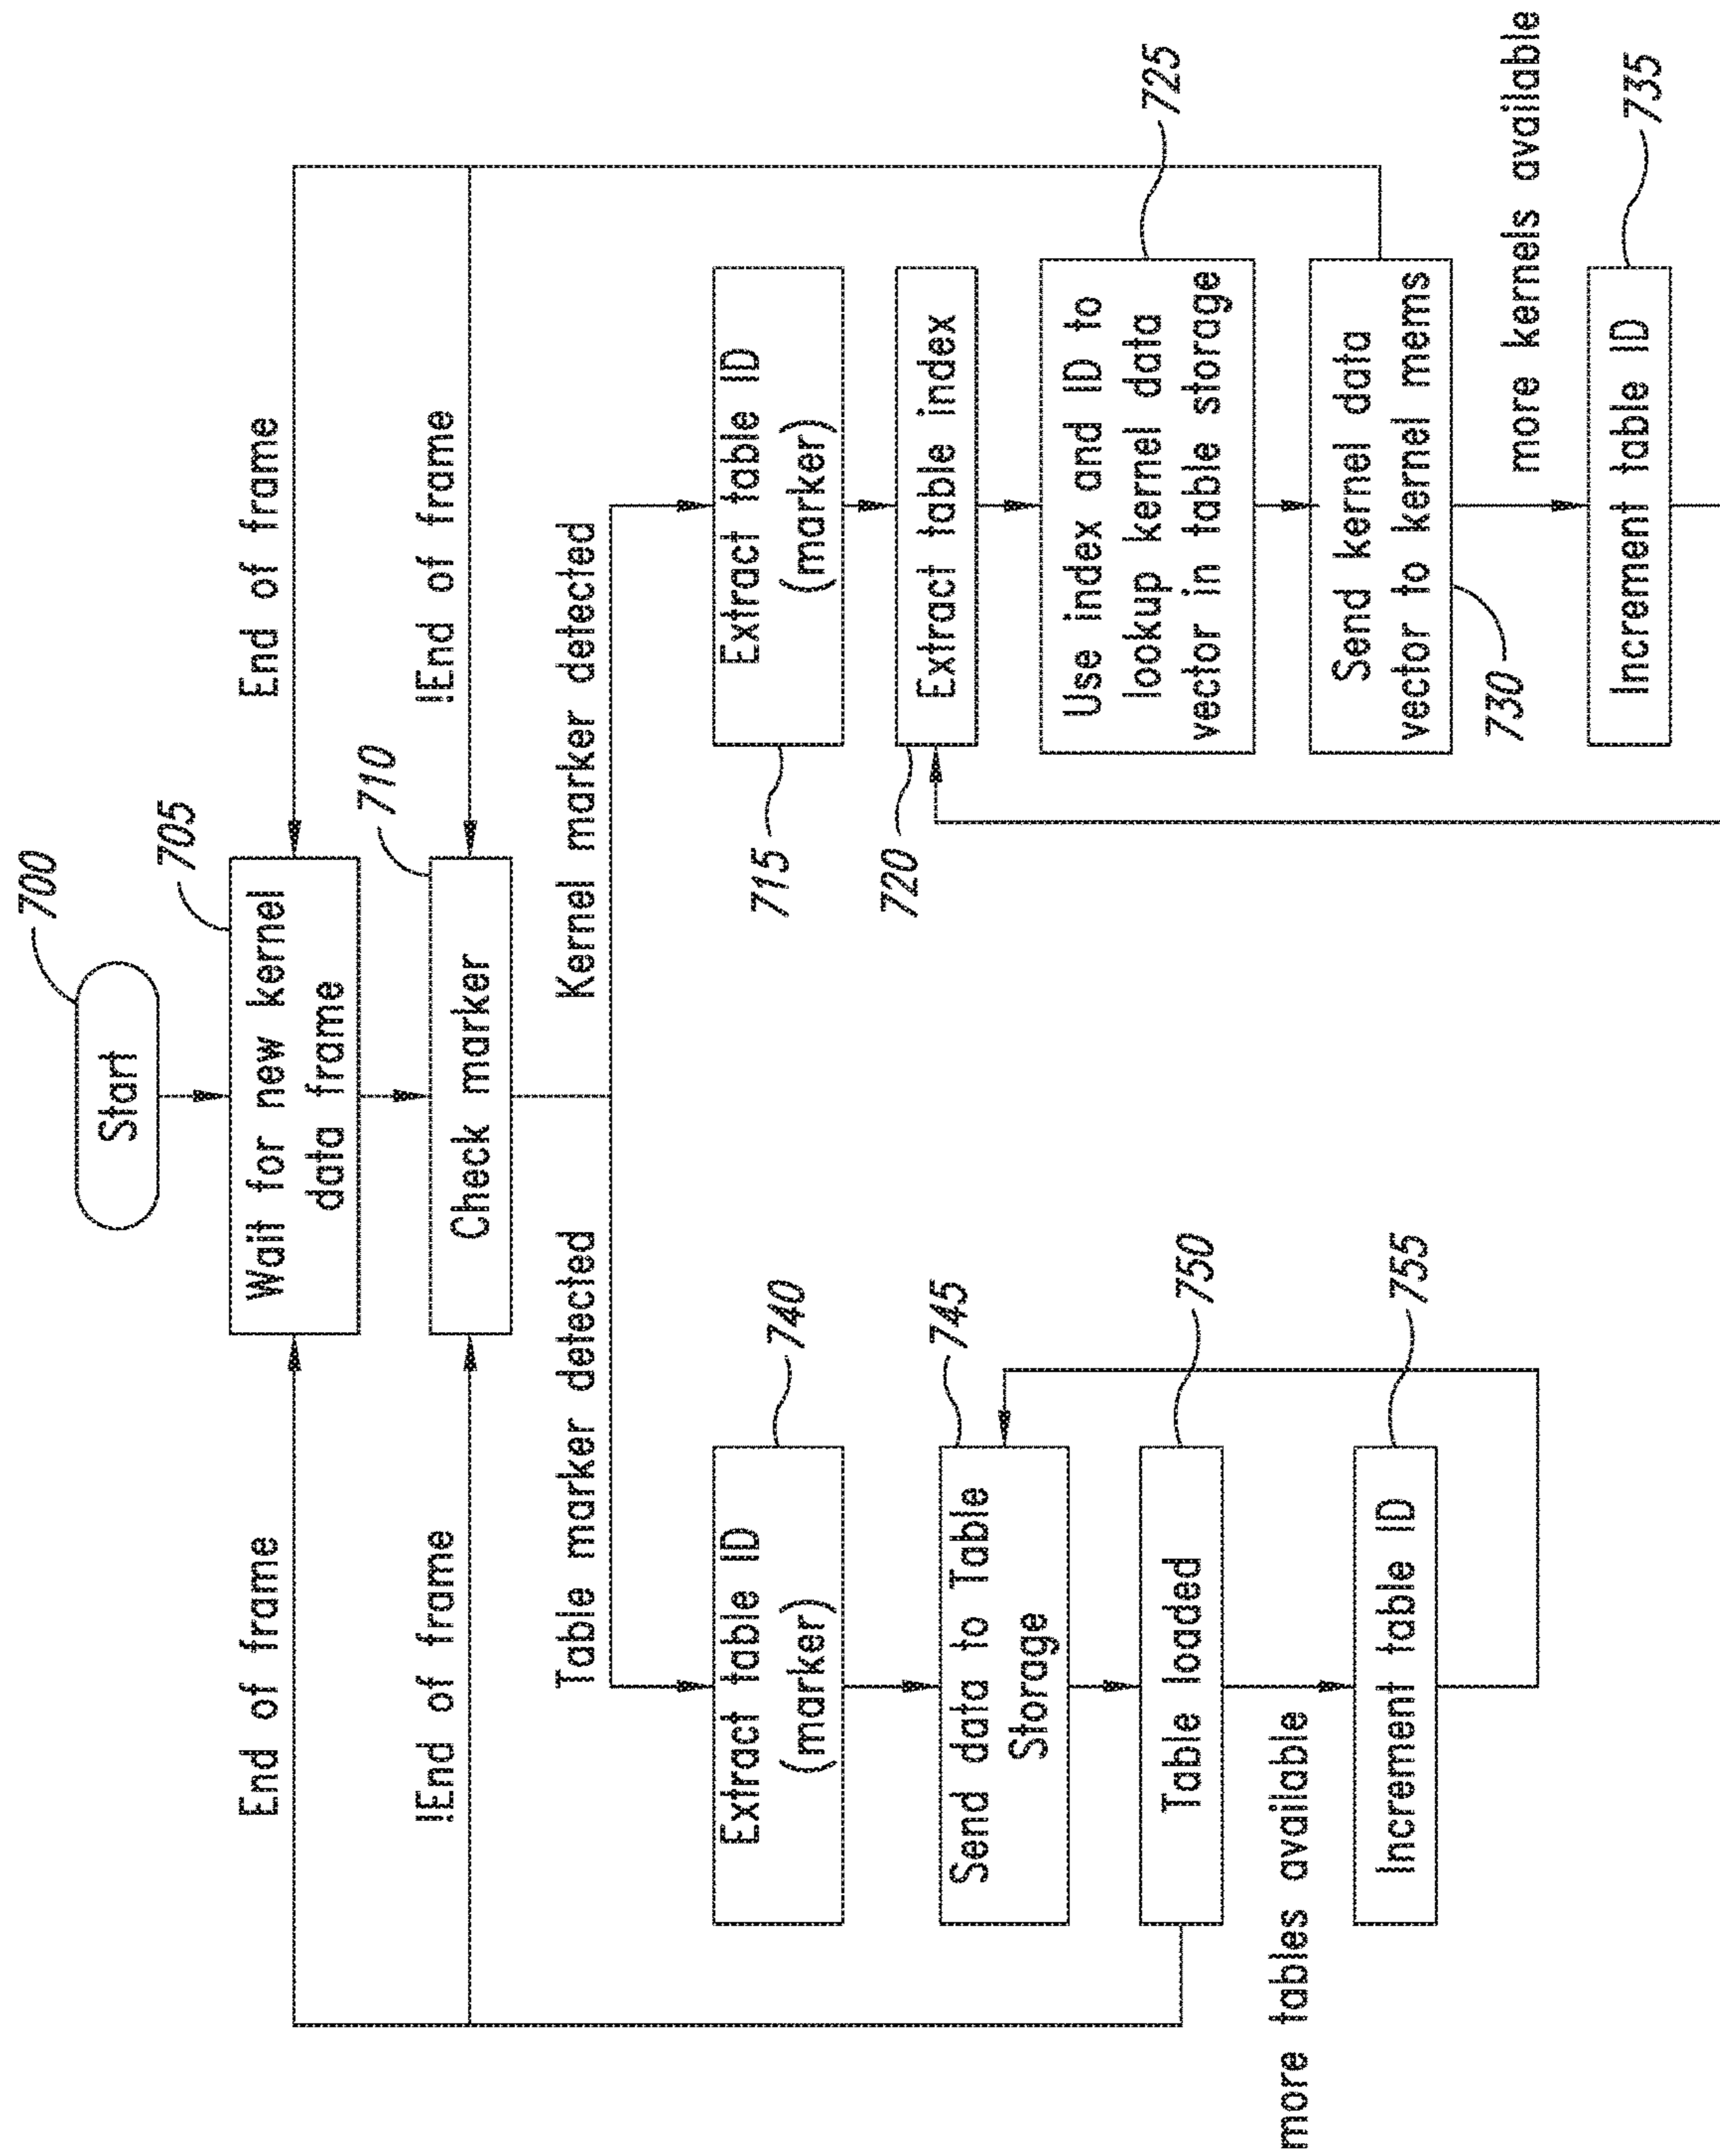 700
Start
705
Wait for new kernel
data frame
End of frame
End of frame
710
Check marker
!End of frame
!End of frame
Table marker detected
Kernel marker detected
740
Extract table ID
(marker)
745
Send data to Table
Storage
750
Table loaded
more tables available
755
Increment table ID
715
Extract table ID
(marker)
720
Extract table index
725
Use index and ID to
lookup kernel data
vector in table storage
730
Send kernel data
vector to kernel mems
more kernels available
735
Increment table ID